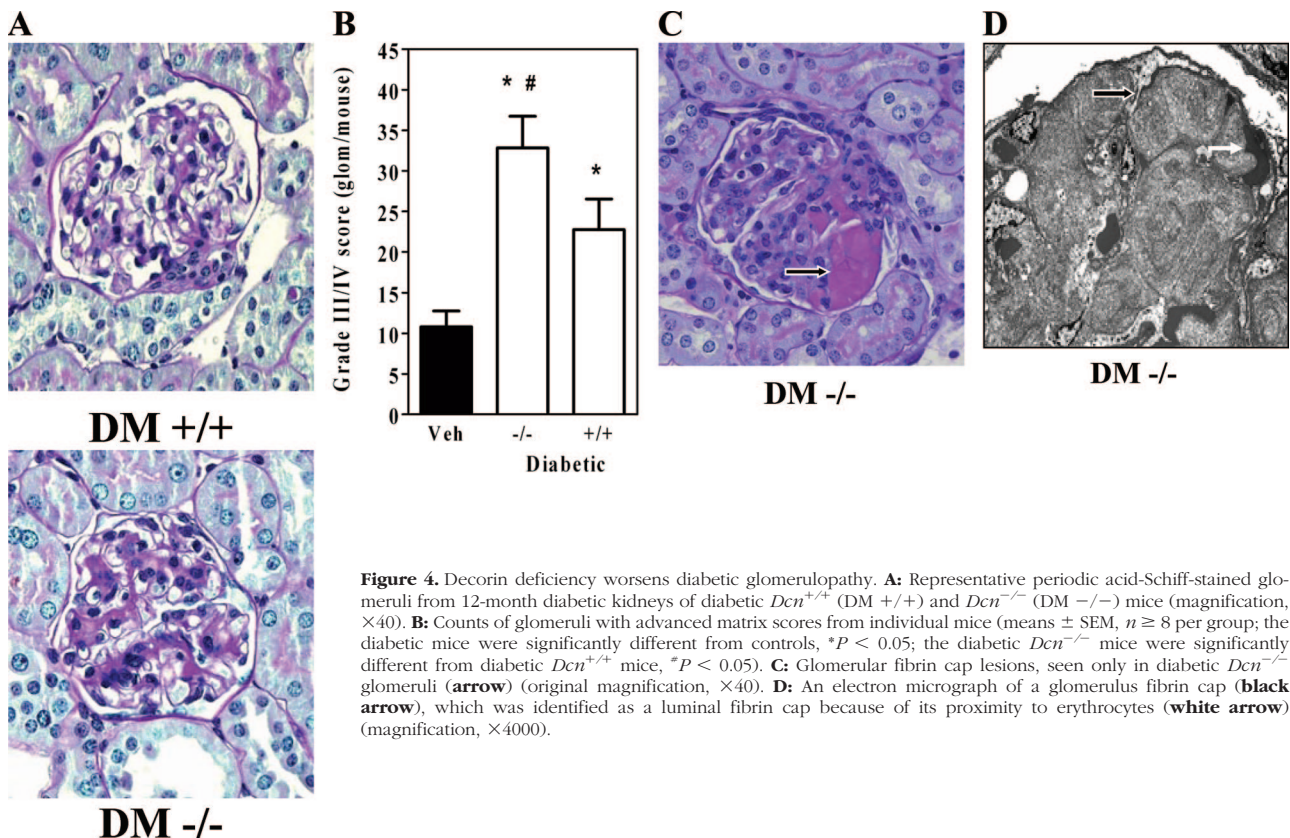 A
DM +/+
DM -/-
B
Grade III/IV score (glom/mouse)
45
40
35
30
25
20
15
10
5
0
* #
*
Veh
-/-
+/+
Diabetic
C
DM -/-
D
DM -/-
Figure 4. Decorin deficiency worsens diabetic glomerulopathy. A: Representative periodic acid-Schiff-stained glo-
meruli from 12-month diabetic kidneys of diabetic Dcn+/+ (DM +/+) and Dcn−/− (DM −/−) mice (magnification,
×40). B: Counts of glomeruli with advanced matrix scores from individual mice (means ± SEM, n ≥ 8 per group; the
diabetic mice were significantly different from controls, *P < 0.05; the diabetic Dcn−/− mice were significantly
different from diabetic Dcn+/+ mice, #P < 0.05). C: Glomerular fibrin cap lesions, seen only in diabetic Dcn−/−
glomeruli (arrow) (original magnification, ×40). D: An electron micrograph of a glomerulus fibrin cap (black
arrow), which was identified as a luminal fibrin cap because of its proximity to erythrocytes (white arrow)
(magnification, ×4000).